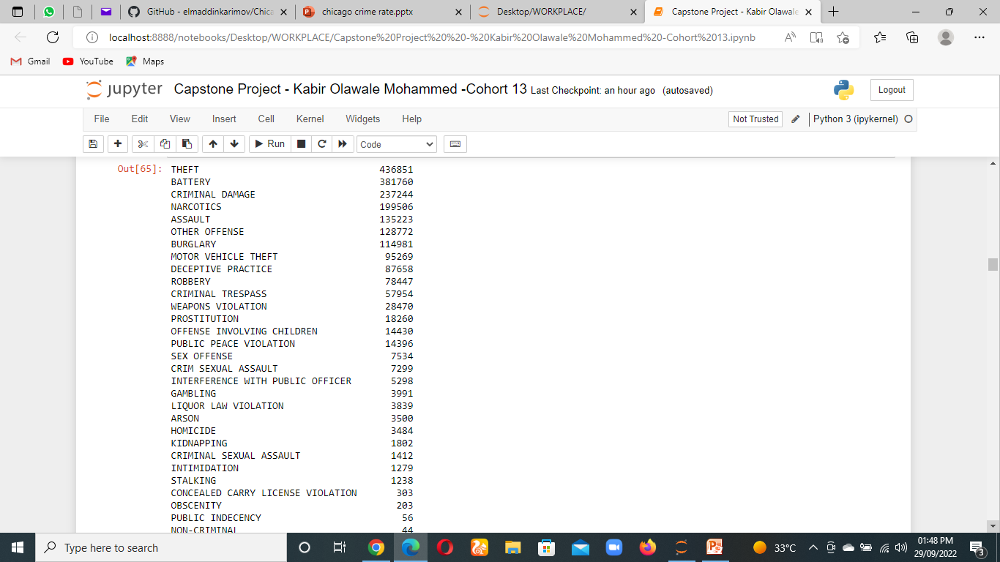 GitHub - elmaddinkarimov/Chica
chicago crime rate.pptx
Desktop/WORKPLACE/
Capstone Project - Kabir Olawale
localhost:8888/notebooks/Desktop/WORKPLACE/Capstone%20Project%20%20-%20Kabir%20Olawale%20Mohammed%20-Cohort%2013.ipynb
Gmail YouTube Maps
jupyter Capstone Project - Kabir Olawale Mohammed -Cohort 13 Last Checkpoint: an hour ago (autosaved)
Logout
File Edit View Insert Cell Kernel Widgets Help
Not Trusted
Python 3 (ipykernel)
Run
Code
Out[65]: THEFT 436851
BATTERY 381760
CRIMINAL DAMAGE 237244
NARCOTICS 199506
ASSAULT 135223
OTHER OFFENSE 128772
BURGLARY 114981
MOTOR VEHICLE THEFT 95269
DECEPTIVE PRACTICE 87658
ROBBERY 78447
CRIMINAL TRESPASS 57954
WEAPONS VIOLATION 28470
PROSTITUTION 18260
OFFENSE INVOLVING CHILDREN 14430
PUBLIC PEACE VIOLATION 14396
SEX OFFENSE 7534
CRIM SEXUAL ASSAULT 7299
INTERFERENCE WITH PUBLIC OFFICER 5298
GAMBLING 3991
LIQUOR LAW VIOLATION 3839
ARSON 3500
HOMICIDE 3484
KIDNAPPING 1802
CRIMINAL SEXUAL ASSAULT 1412
INTIMIDATION 1279
STALKING 1238
CONCEALED CARRY LICENSE VIOLATION 303
OBSCENITY 203
PUBLIC INDECENCY 56
NON-CRIMINAL 44
Type here to search
33°C
01:48 PM
29/09/2022
3